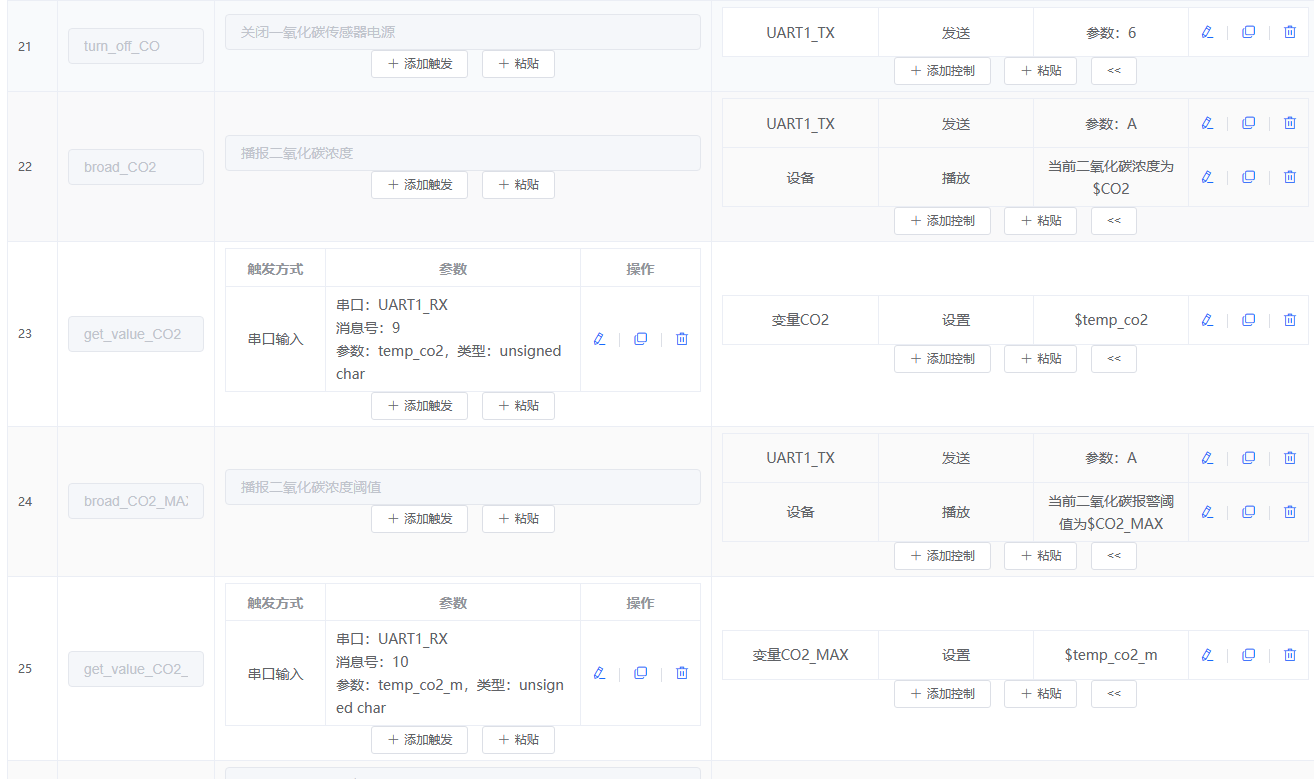 21
turn_off_CO
关闭一氧化碳传感器电源
+ 添加触发
+ 粘贴
UART1_TX
发送
参数：6
+ 添加控制
+ 粘贴
<<
22
broad_CO2
播报二氧化碳浓度
+ 添加触发
+ 粘贴
UART1_TX
发送
参数：A
设备
播放
当前二氧化碳浓度为
$CO2
+ 添加控制
+ 粘贴
<<
23
get_value_CO2
触发方式
参数
操作
串口输入
串口：UART1_RX
消息号：9
参数：temp_co2，类型：unsigned
char
+ 添加触发
+ 粘贴
变量CO2
设置
$temp_co2
+ 添加控制
+ 粘贴
<<
24
broad_CO2_MA
播报二氧化碳浓度阈值
+ 添加触发
+ 粘贴
UART1_TX
发送
参数：A
设备
播放
当前二氧化碳报警阈
值为$CO2_MAX
+ 添加控制
+ 粘贴
<<
25
get_value_CO2_
触发方式
参数
操作
串口输入
串口：UART1_RX
消息号：10
参数：temp_co2_m，类型：unsign
ed char
+ 添加触发
+ 粘贴
变量CO2_MAX
设置
$temp_co2_m
+ 添加控制
+ 粘贴
<<